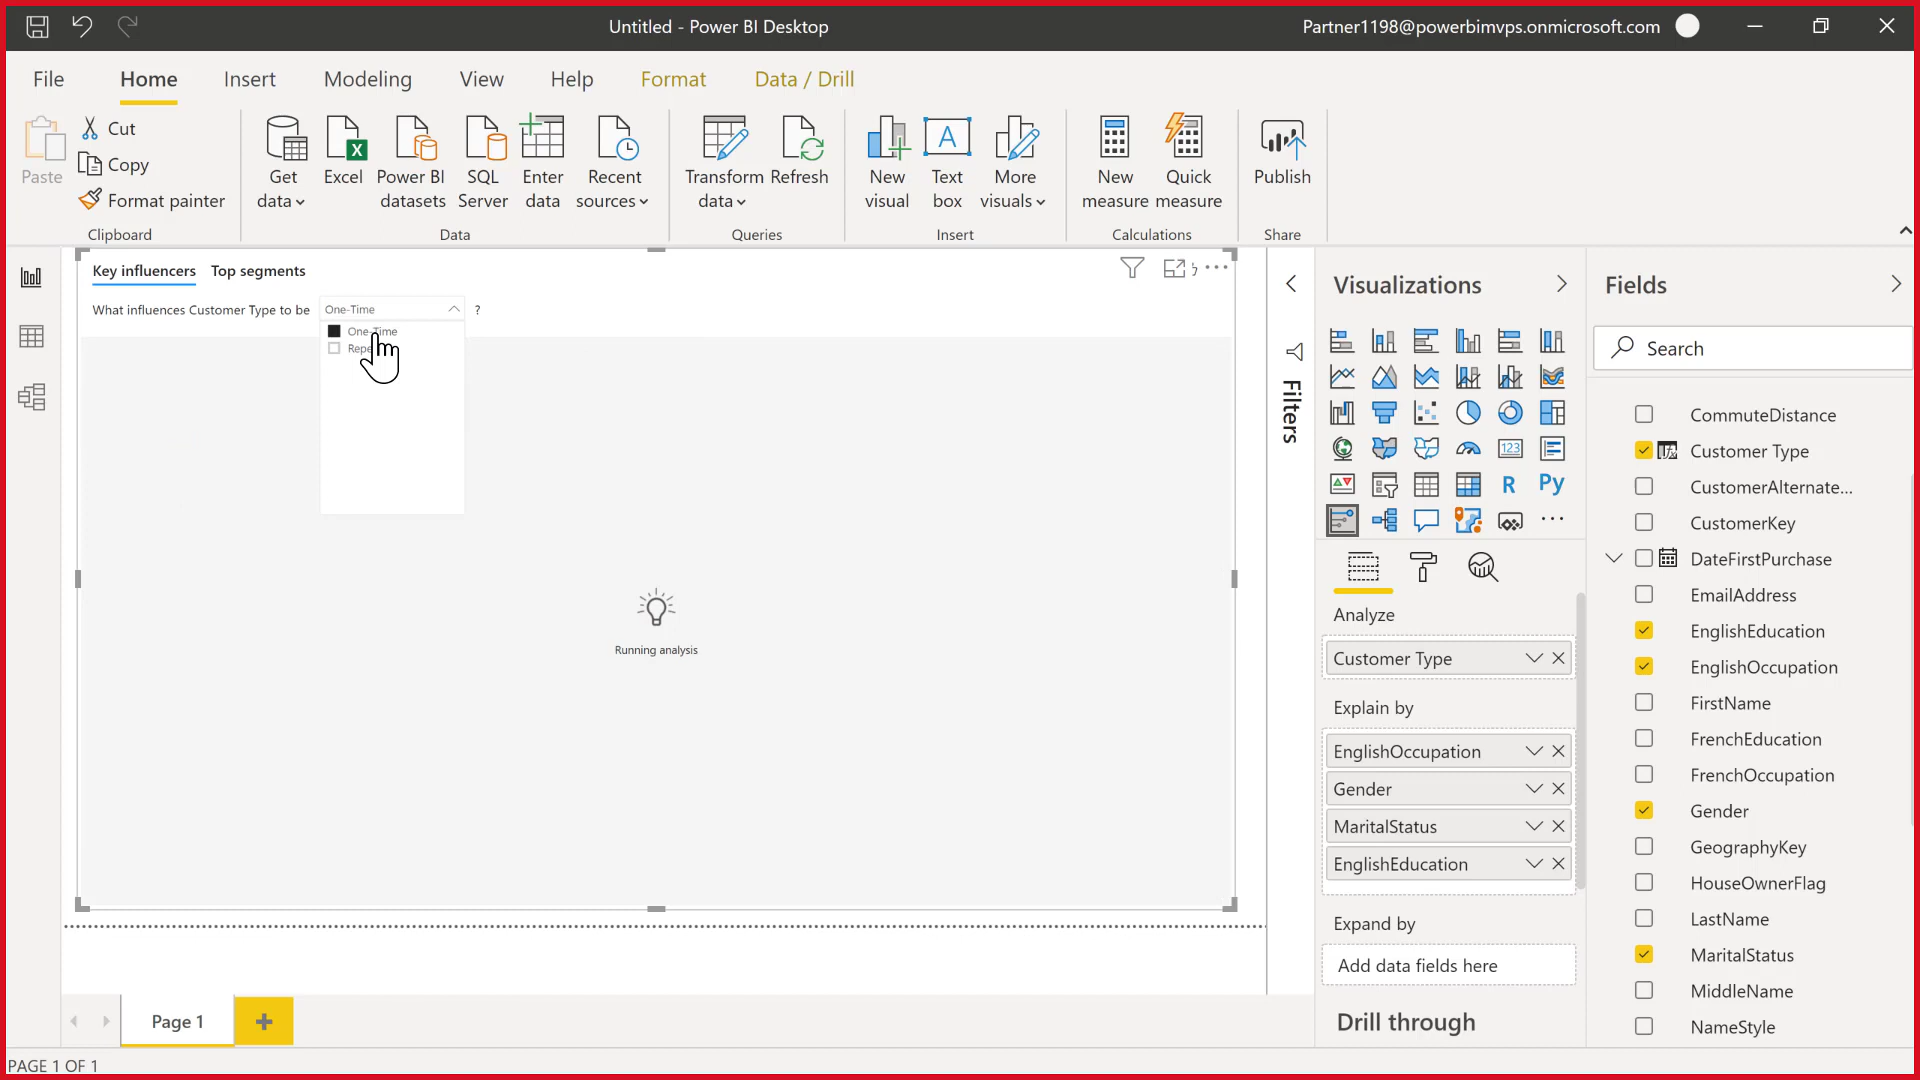 Untitled - Power BI Desktop
Partner1198@powerbimvps.onmicrosoft.com
File Home Insert Modeling View Help Format Data / Drill
Paste
Cut
Copy
Format painter
Clipboard
Get data
Excel
Power BI datasets
SQL Server
Enter data
Recent sources
Data
Transform data
Refresh
Queries
New visual
Text box
More visuals
Insert
New measure
Quick measure
Calculations
Publish
Share
Key influencers Top segments
What influences Customer Type to be One-Time ?
One-Time
Running analysis
Filters
Visualizations
123
R
Py
Analyze
Customer Type
Explain by
EnglishOccupation
Gender
MaritalStatus
EnglishEducation
Expand by
Add data fields here
Drill through
Fields
Search
CommuteDistance
Customer Type
CustomerAlternate...
CustomerKey
DateFirstPurchase
EmailAddress
EnglishEducation
EnglishOccupation
FirstName
FrenchEducation
FrenchOccupation
Gender
GeographyKey
HouseOwnerFlag
LastName
MaritalStatus
MiddleName
NameStyle
Page 1
PAGE 1 OF 1